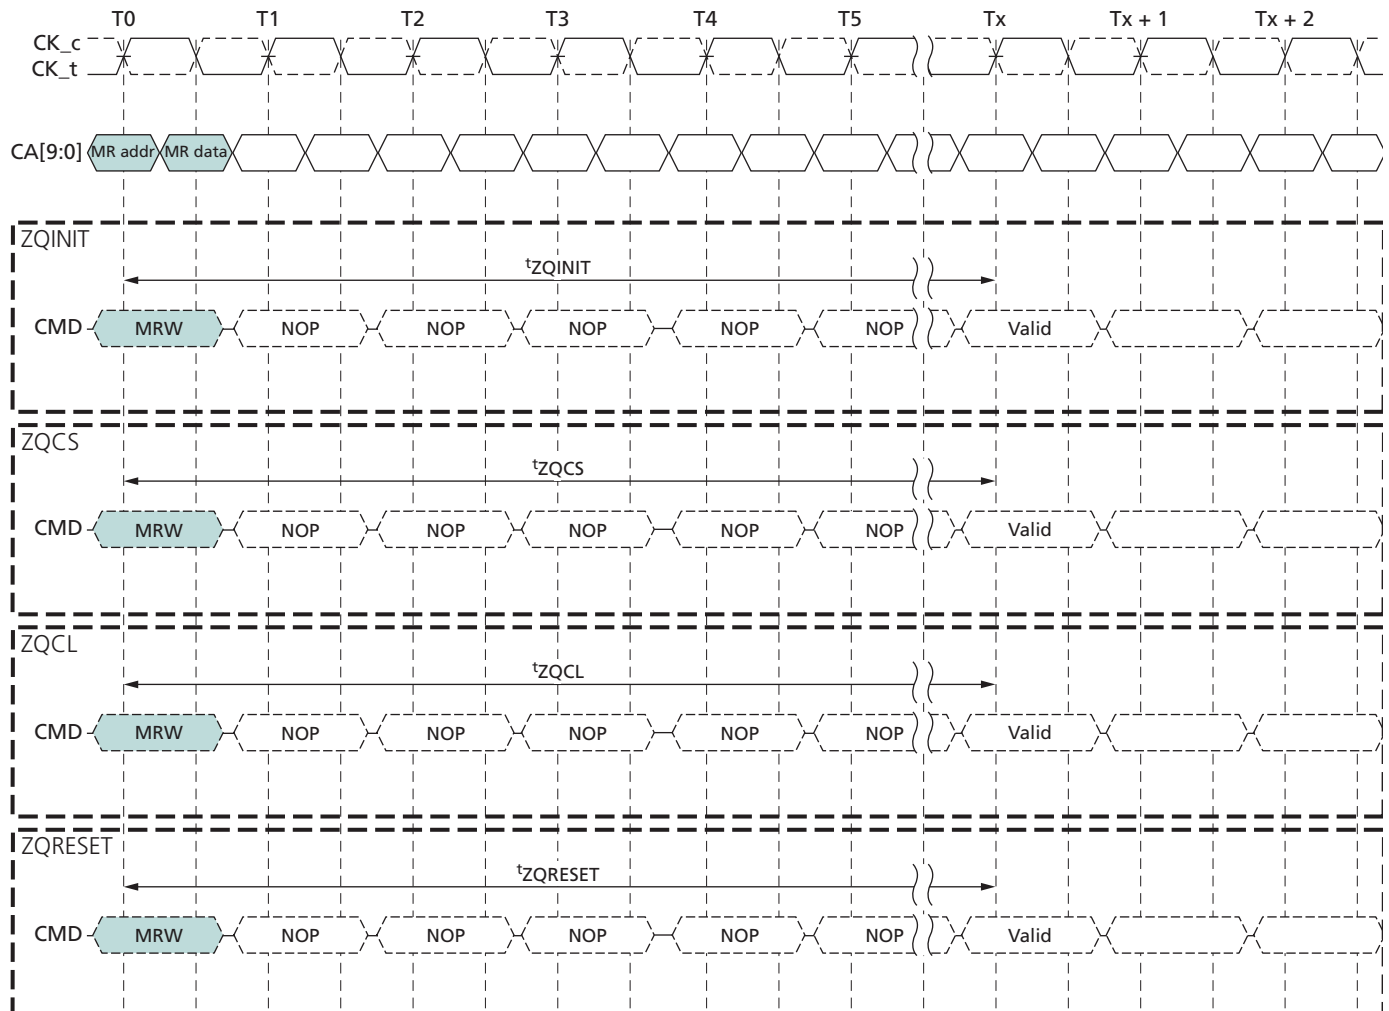 T0 T1 T2 T3 T4 T5 Tx Tx + 1 Tx + 2
CK_c
CK_t
CA[9:0] MR addr MR data
ZQINIT
tZQINIT
CMD MRW NOP NOP NOP NOP NOP Valid
ZQCS
tZQCS
CMD MRW NOP NOP NOP NOP NOP Valid
ZQCL
tZQCL
CMD MRW NOP NOP NOP NOP NOP Valid
ZQRESET
tZQRESET
CMD MRW NOP NOP NOP NOP NOP Valid